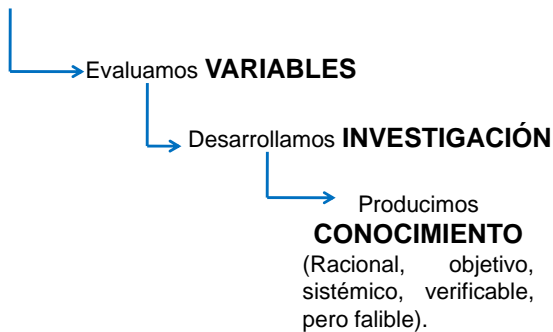 Evaluamos VARIABLES
Desarrollamos INVESTIGACIÓN
Producimos
CONOCIMIENTO
(Racional, objetivo,
sistémico, verificable,
pero falible).